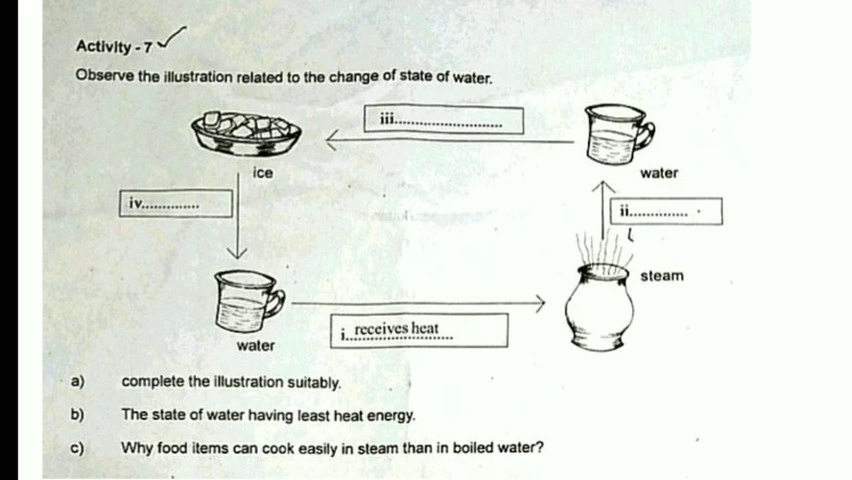 Activity - 7
Observe the illustration related to the change of state of water.
iii............................
ice
water
iv...............
ii............... .
steam
i. receives heat
water
a) complete the illustration suitably.
b) The state of water having least heat energy.
c) Why food items can cook easily in steam than in boiled water?